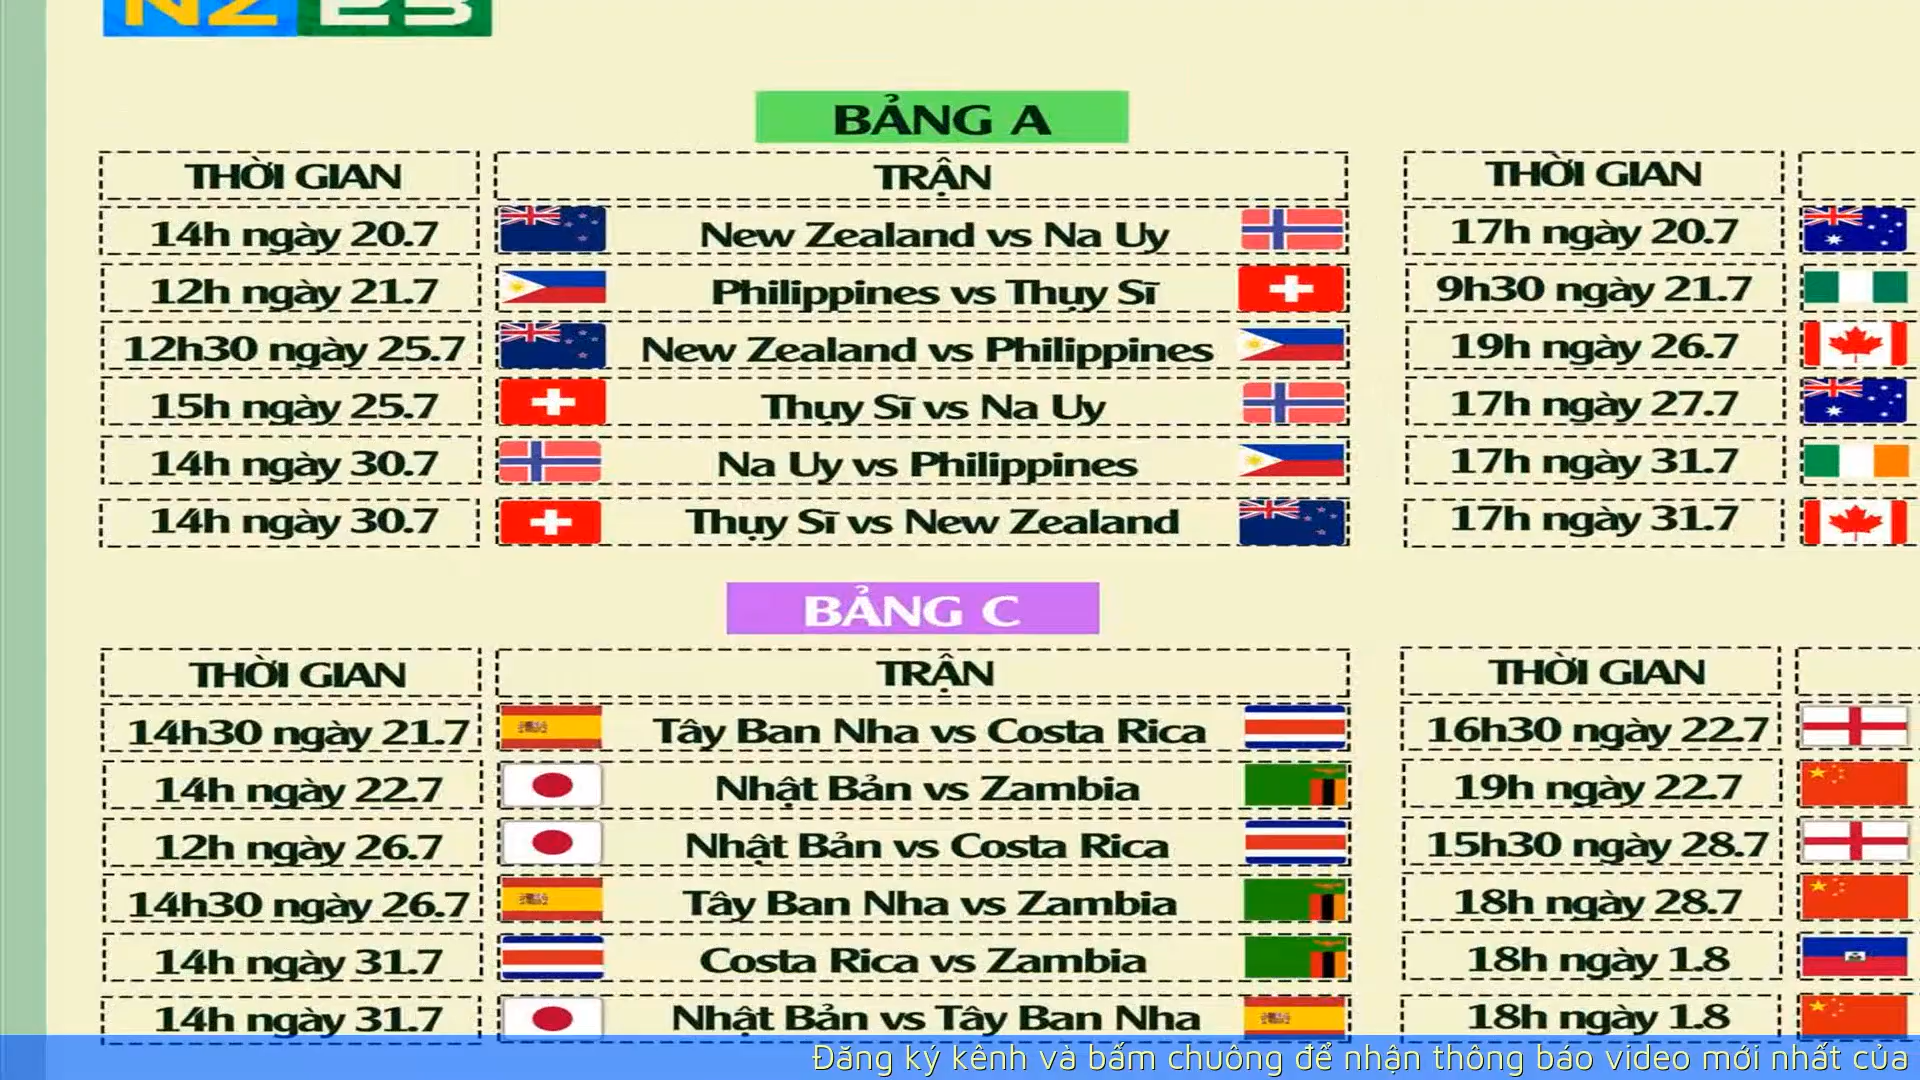 NZ 23
BẢNG A
THỜI GIAN TRẬN THỜI GIAN
14h ngày 20.7 New Zealand vs Na Uy 17h ngày 20.7
12h ngày 21.7 Philippines vs Thụy Sĩ 9h30 ngày 21.7
12h30 ngày 25.7 New Zealand vs Philippines 19h ngày 26.7
15h ngày 25.7 Thụy Sĩ vs Na Uy 17h ngày 27.7
14h ngày 30.7 Na Uy vs Philippines 17h ngày 31.7
14h ngày 30.7 Thụy Sĩ vs New Zealand 17h ngày 31.7
BẢNG C
THỜI GIAN TRẬN THỜI GIAN
14h30 ngày 21.7 Tây Ban Nha vs Costa Rica 16h30 ngày 22.7
14h ngày 22.7 Nhật Bản vs Zambia 19h ngày 22.7
12h ngày 26.7 Nhật Bản vs Costa Rica 15h30 ngày 28.7
14h30 ngày 26.7 Tây Ban Nha vs Zambia 18h ngày 28.7
14h ngày 31.7 Costa Rica vs Zambia 18h ngày 1.8
14h ngày 31.7 Nhật Bản vs Tây Ban Nha 18h ngày 1.8
Đăng ký kênh và bấm chuông để nhận thông báo video mới nhất của